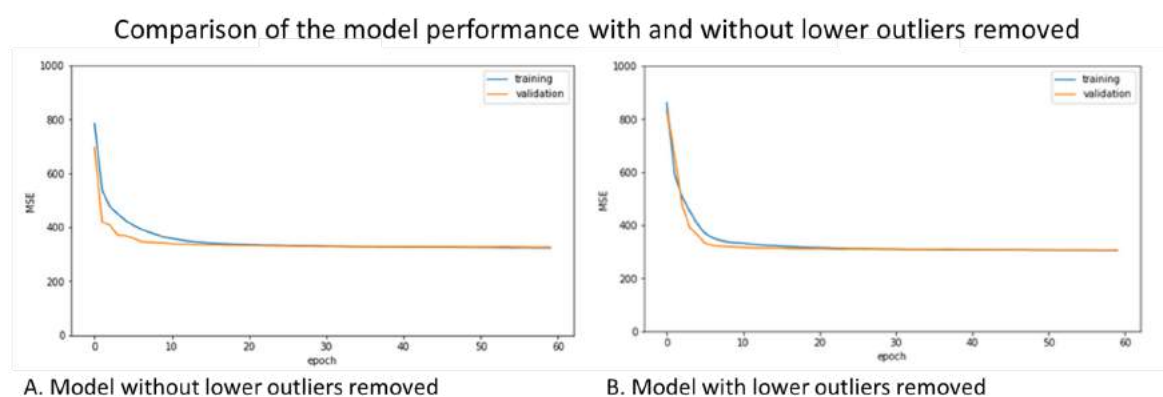 Comparison of the model performance with and without lower outliers removed
1000
800
600
400
200
0
MSE
0 10 20 30 40 50 60
epoch
training
validation
A. Model without lower outliers removed
1000
800
600
400
200
0
MSE
0 10 20 30 40 50 60
epoch
training
validation
B. Model with lower outliers removed